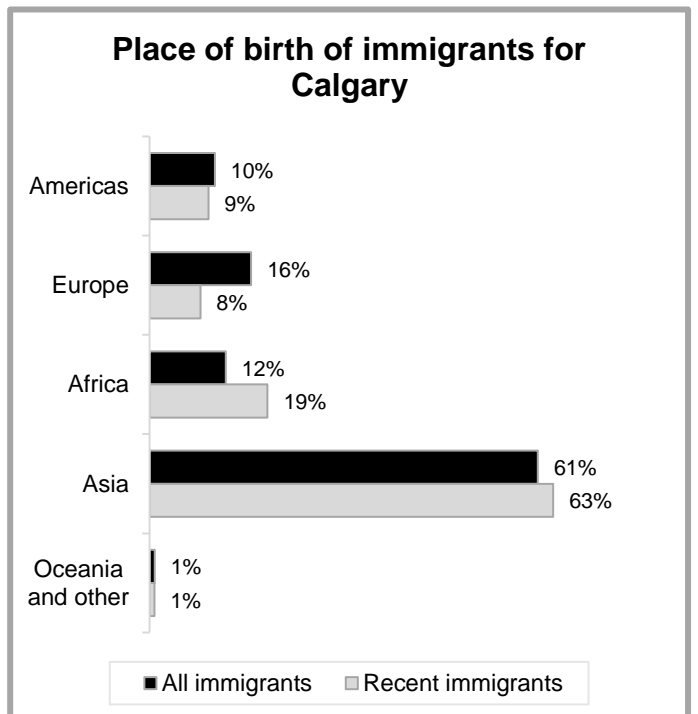 Place of birth of immigrants for
Calgary
Americas
10%
9%
Europe
16%
8%
Africa
12%
19%
Asia
61%
63%
Oceania
and other
1%
1%
All immigrants
Recent immigrants